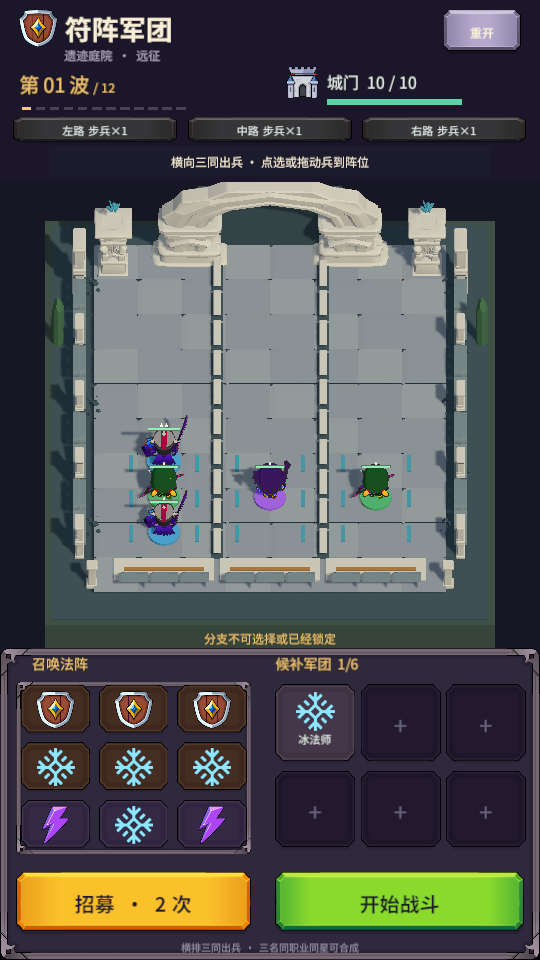 符阵军团
重开
遗迹庭院 · 远征
第 01 波 / 12
城门 10 / 10
左路 步兵×1
中路 步兵×1
右路 步兵×1
横向三同出兵 · 点选或拖动兵到阵位
分支不可选择或已经锁定
召唤法阵
候补军团 1/6
冰法师
招募 · 2 次
开始战斗
横排三同出兵 · 三名同职业同星可合成